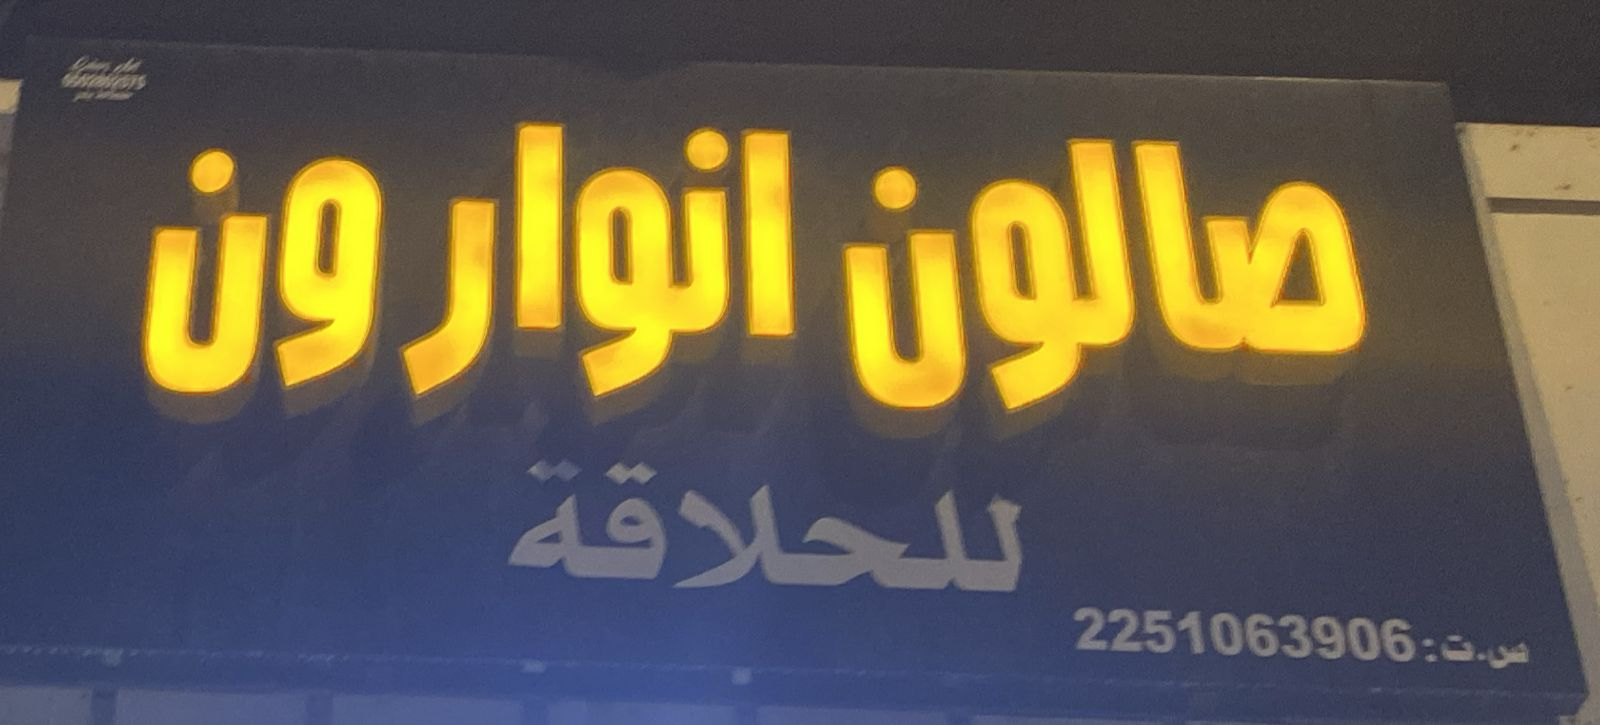 صالون انوار ون
للحلاقة
س.ت: 2251063906